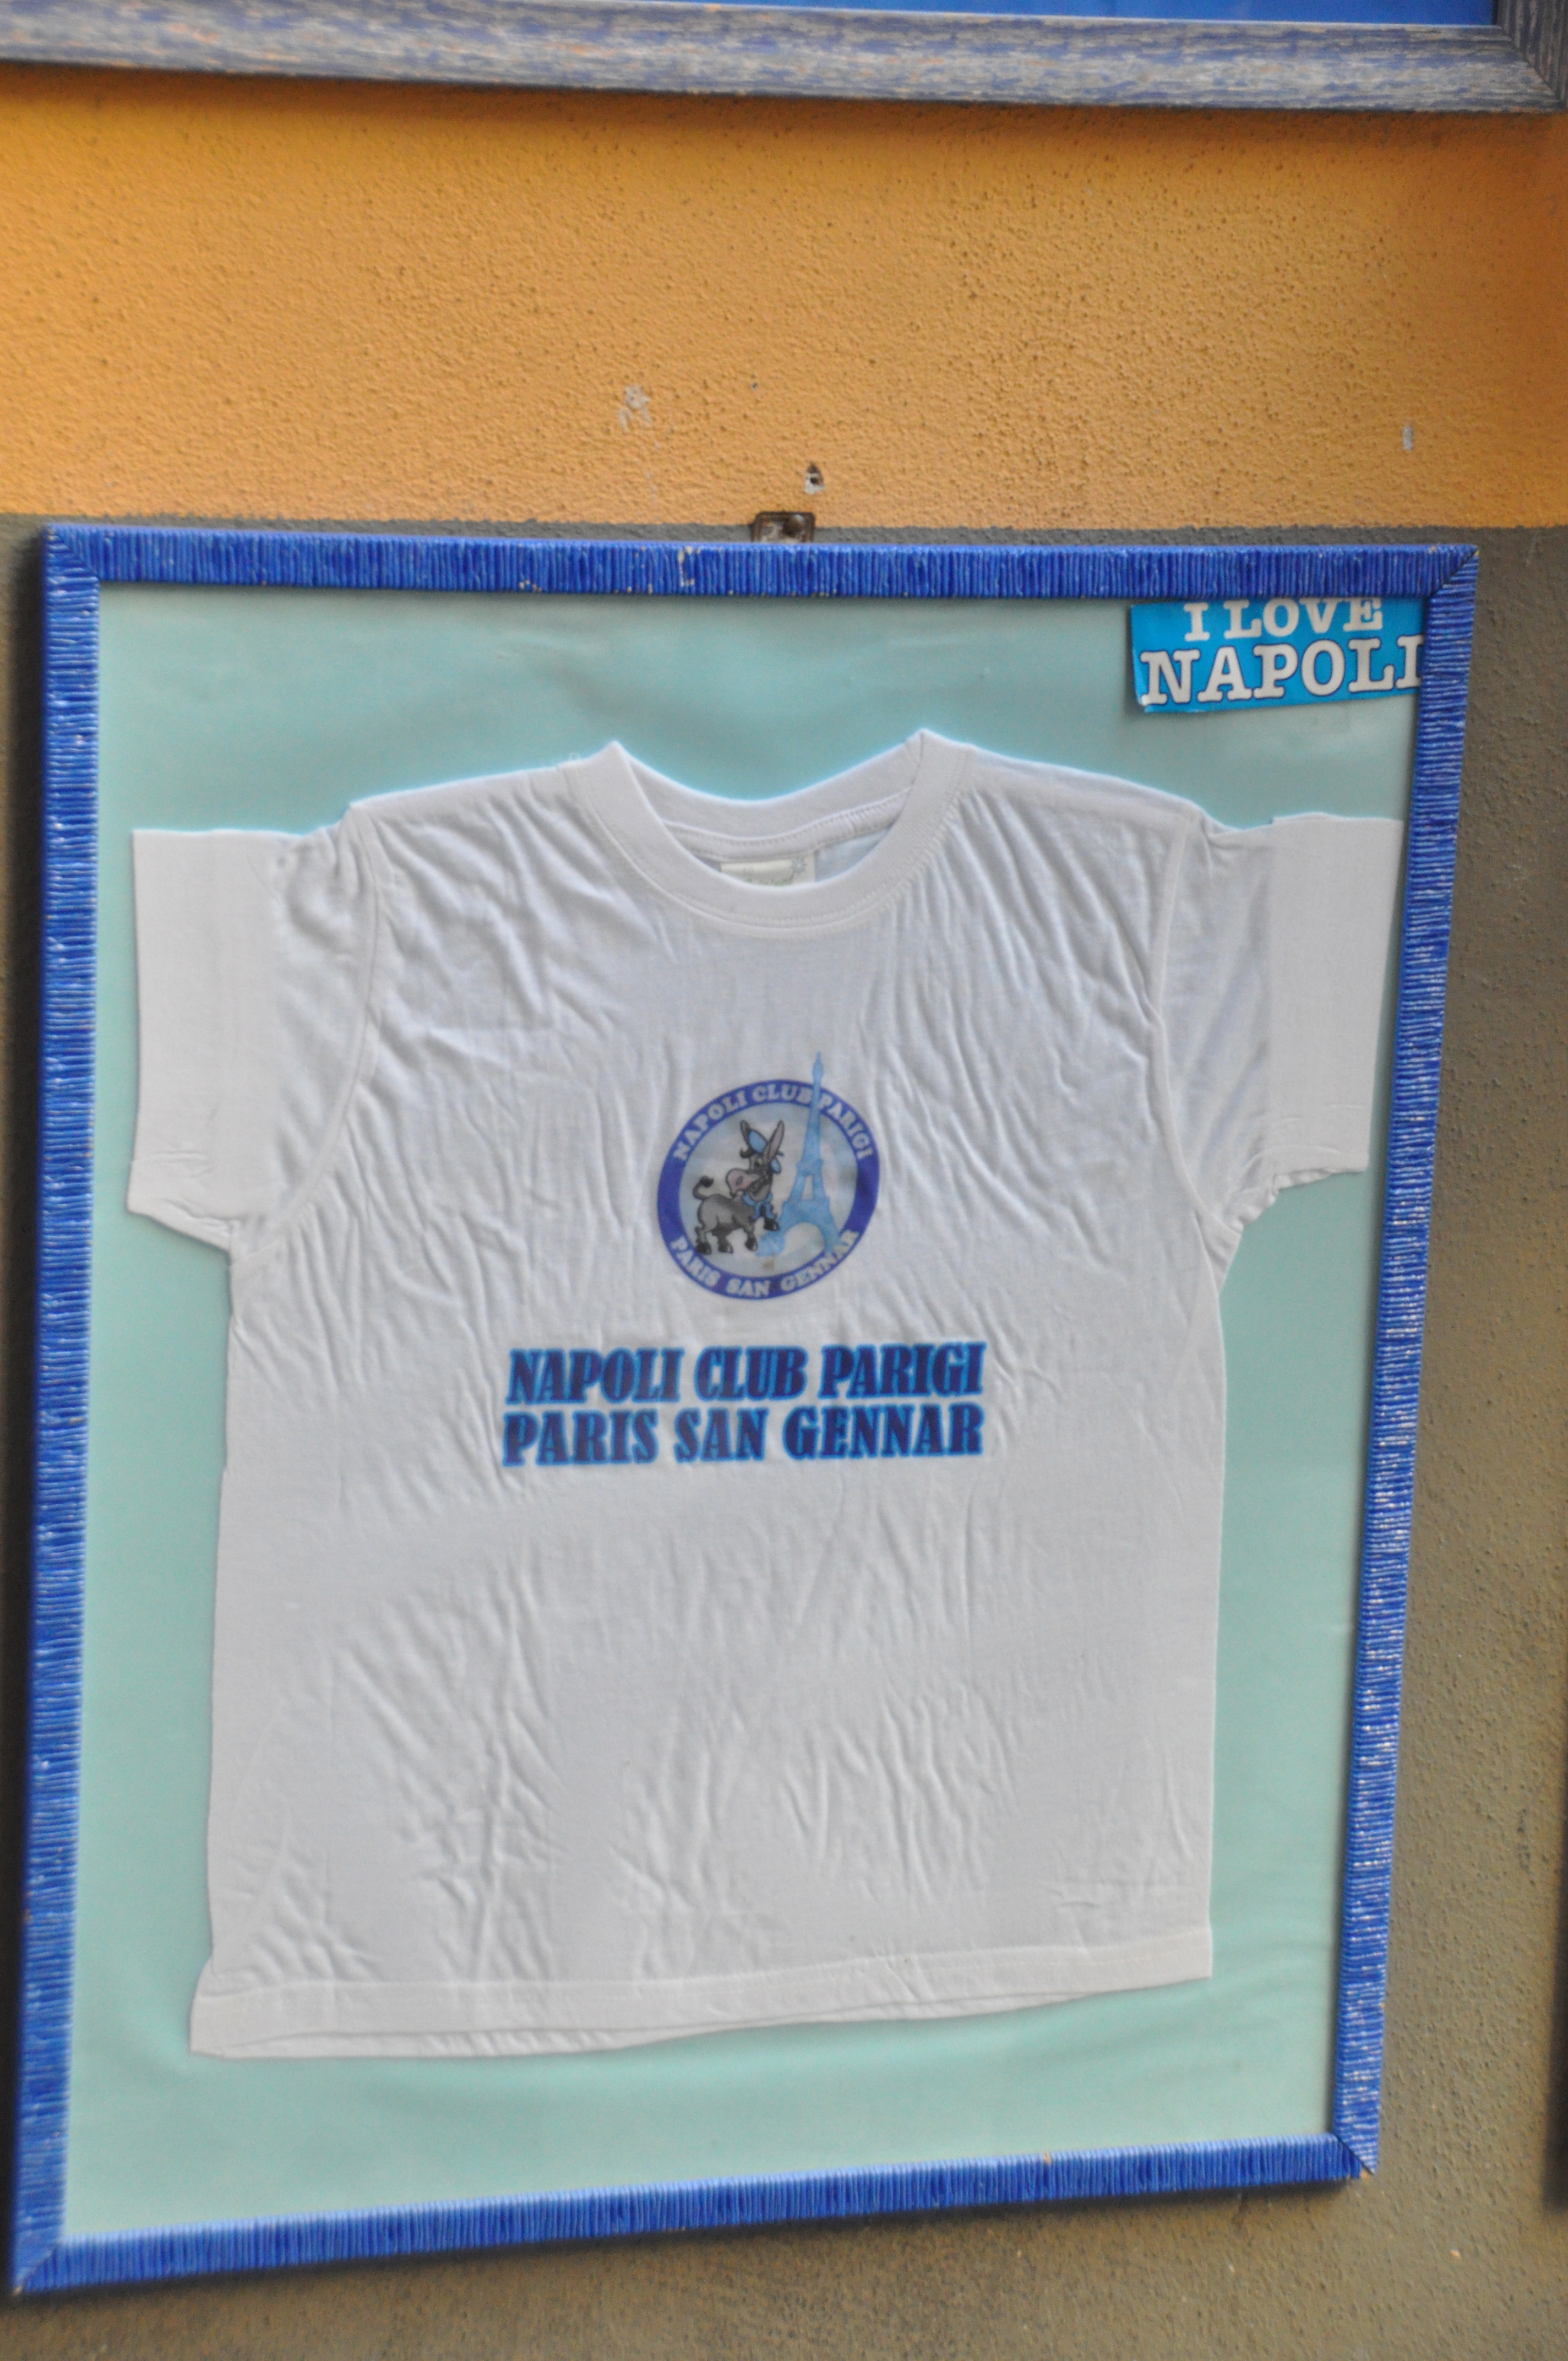 I LOVE
NAPOLI
NAPOLI CLUB PARIGI
PARIS SAN GENNAR
NAPOLI CLUB PARIGI
PARIS SAN GENNAR